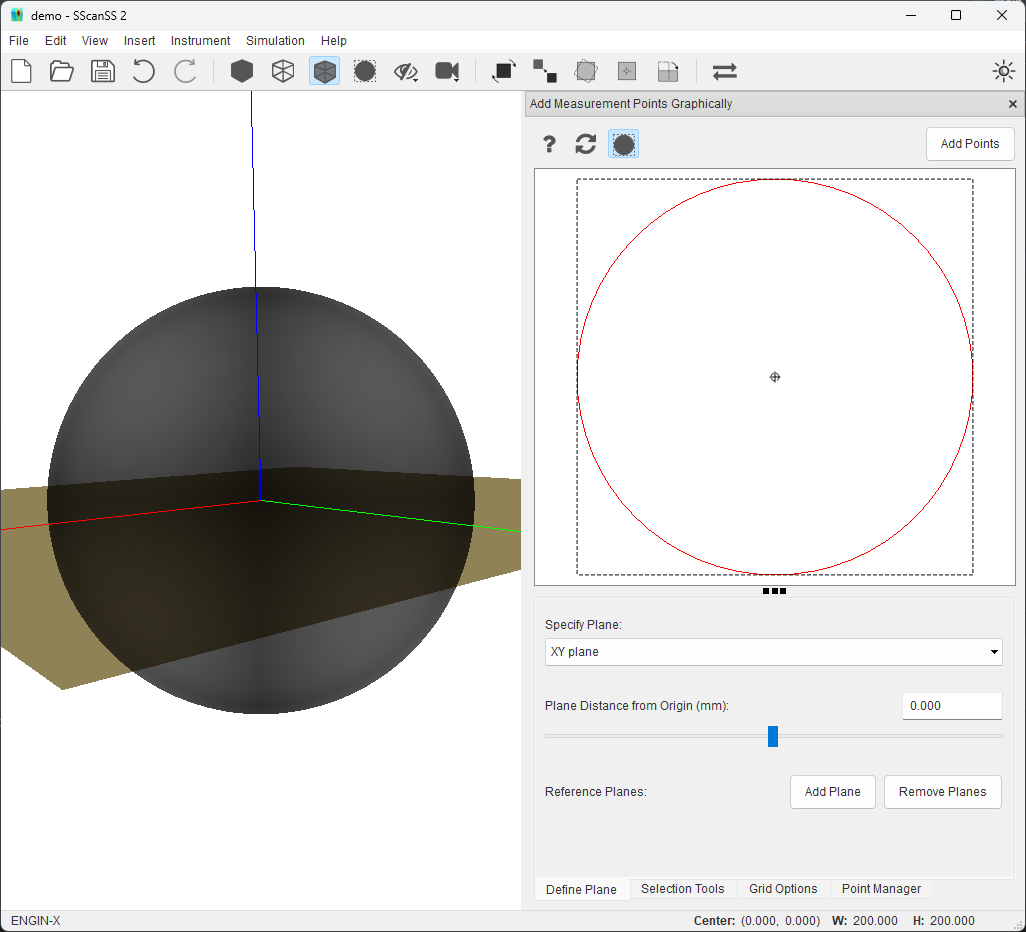 demo - SScanSS 2
File Edit View Insert Instrument Simulation Help
Add Measurement Points Graphically
?
Add Points
Specify Plane:
XY plane
Plane Distance from Origin (mm): 0.000
Reference Planes: Add Plane Remove Planes
Define Plane Selection Tools Grid Options Point Manager
ENGIN-X Center: (0.000, 0.000) W: 200.000 H: 200.000